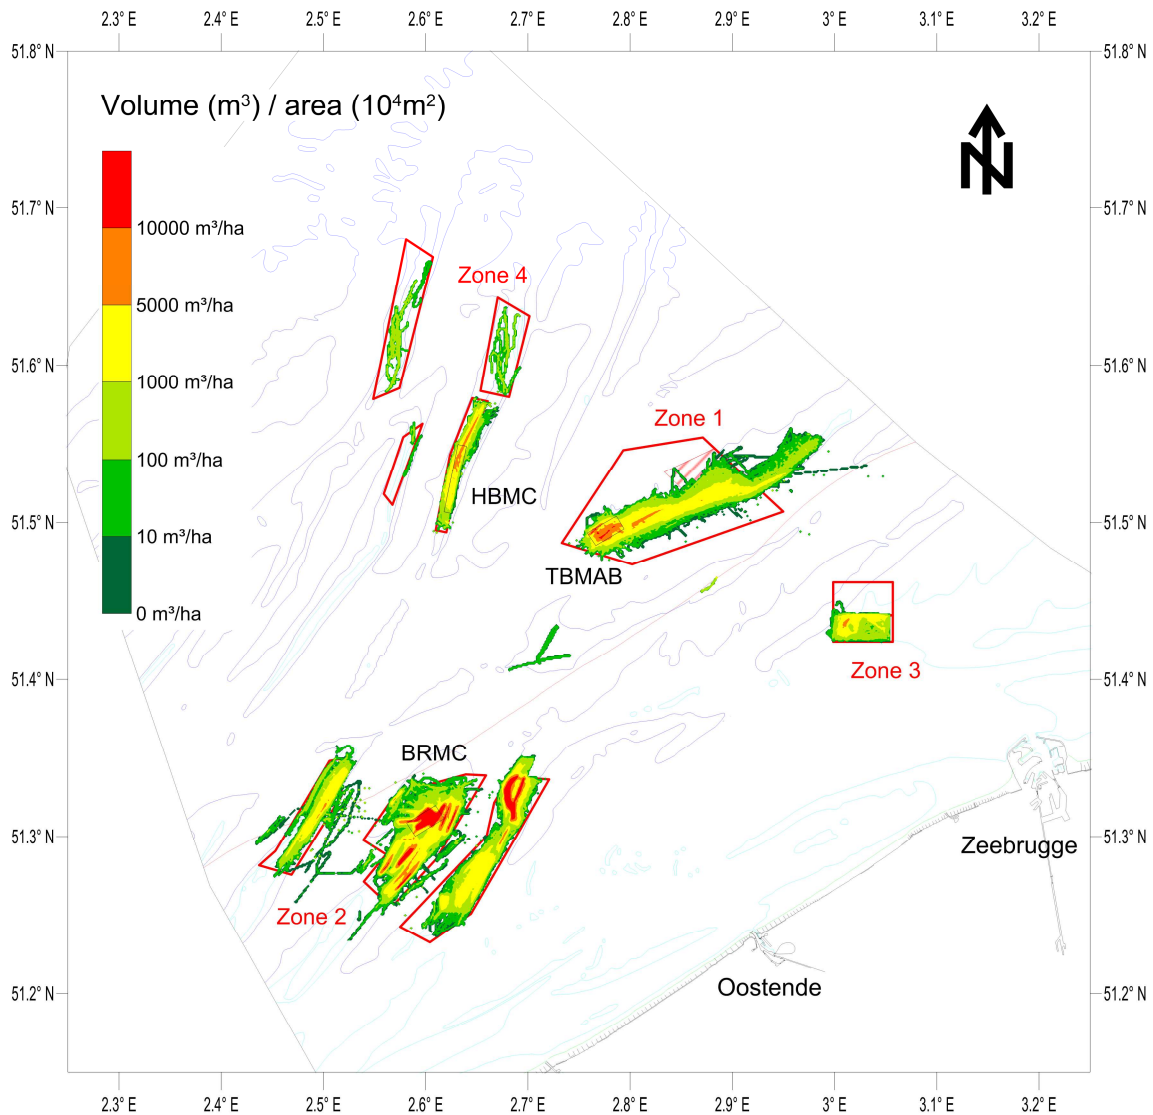 2.3° E 2.4° E 2.5° E 2.6° E 2.7° E 2.8° E 2.9° E 3° E 3.1° E 3.2° E
51.8° N 51.8° N
Volume (m³) / area (10⁴m²)
N
51.7° N 51.7° N
10000 m³/ha
Zone 4
5000 m³/ha
51.6° N 51.6° N
1000 m³/ha
Zone 1
100 m³/ha
HBMC
51.5° N 51.5° N
10 m³/ha
TBMAB
0 m³/ha
Zone 3
51.4° N 51.4° N
BRMC
51.3° N 51.3° N
Zeebrugge
Zone 2
Oostende
51.2° N 51.2° N
2.3° E 2.4° E 2.5° E 2.6° E 2.7° E 2.8° E 2.9° E 3° E 3.1° E 3.2° E